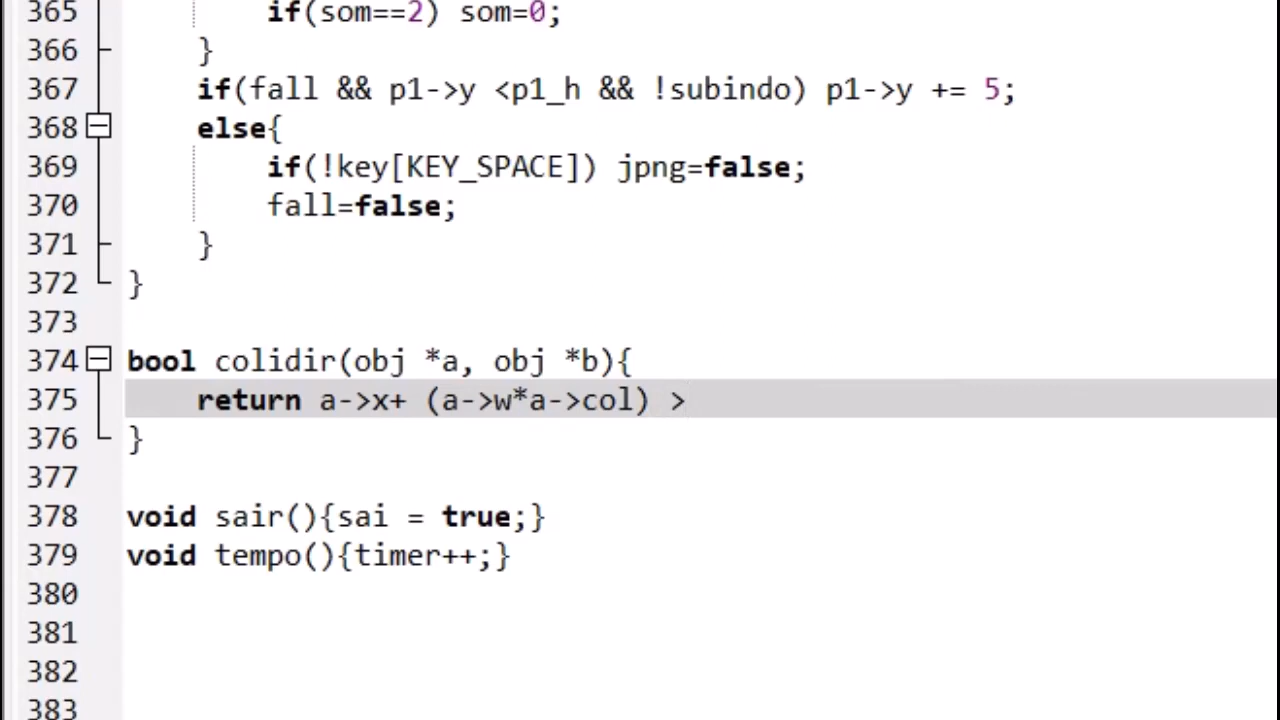 365 if(som==2) som=0;
366 }
367 if(fall && p1->y <p1_h && !subindo) p1->y += 5;
368 else{
369 if(!key[KEY_SPACE]) jpng=false;
370 fall=false;
371 }
372 }
373
374 bool colidir(obj *a, obj *b){
375 return a->x+ (a->w*a->col) >
376 }
377
378 void sair(){sai = true;}
379 void tempo(){timer++;}
380
381
382
383